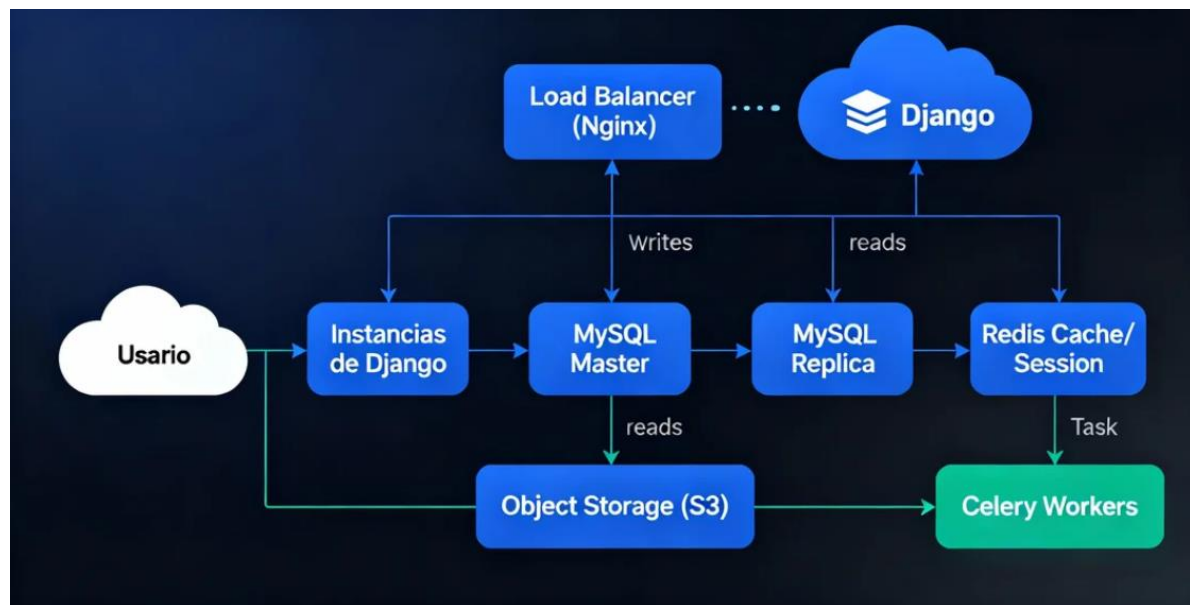 Load Balancer
(Nginx)
Django
Writes
reads
Usario
Instancias
de Django
MySQL
Master
MySQL
Replica
Redis Cache/
Session
reads
Task
Object Storage (S3)
Celery Workers